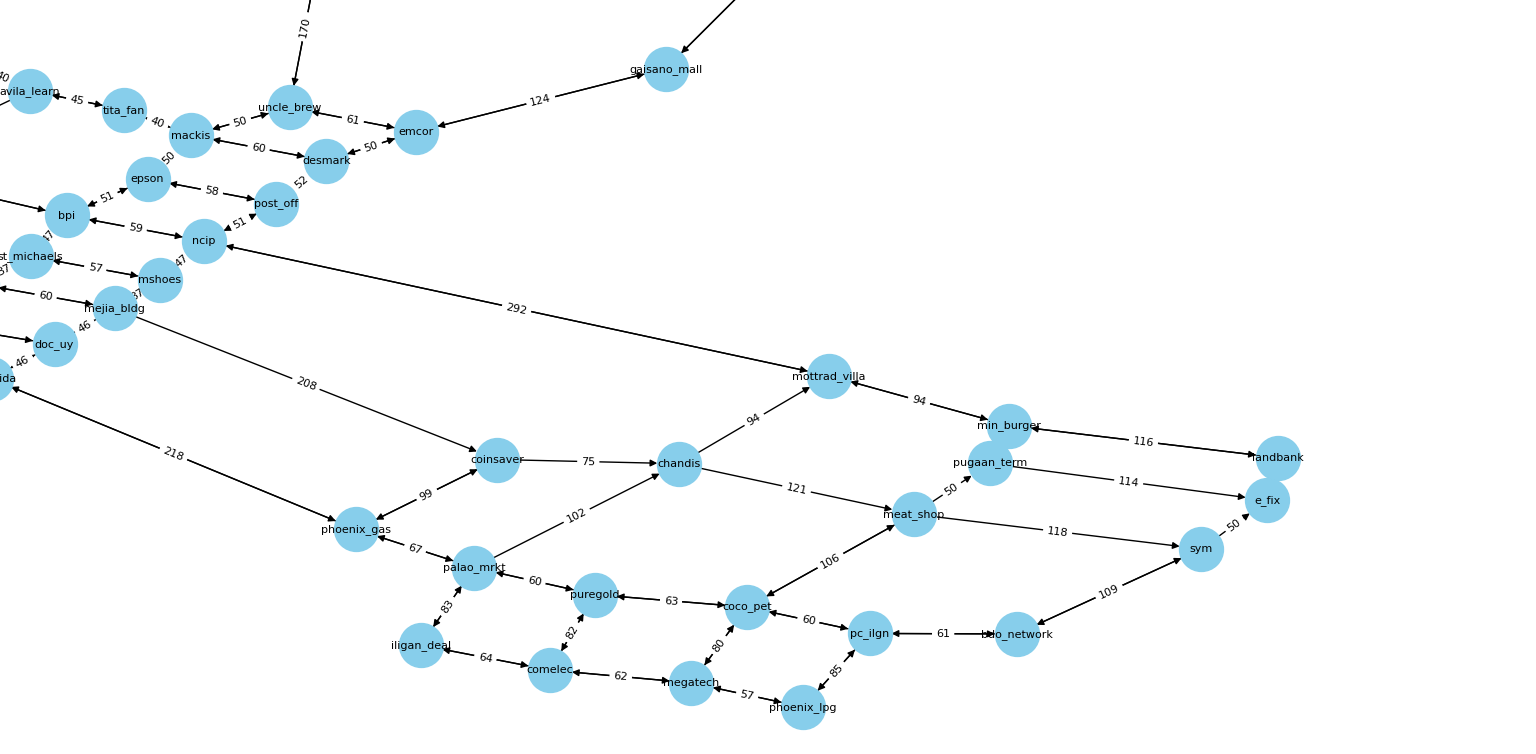 170
gaisano_mall
40
avila_learn
45
tita_fan
uncle_brew
124
40
50
61
emcor
mackis
60
50
desmark
50
epson
58
52
51
post_off
bpi
59
51
ncip
47
st_michaels
47
37
57
mshoes
60
37
mejia_bldg
292
46
doc_uy
46
ida
208
mottrad_villa
94
min_burger
94
116
218
coinsaver
75
chandis
pugaan_term
landbank
114
99
121
50
e_fix
102
meat_shop
50
phoenix_gas
118
67
sym
palao_mrkt
106
60
puregold
63
109
83
coco_pet
60
82
pc_ilgn
61
bdo_network
iligan_deal
80
64
comelec
85
62
megatech
57
phoenix_lpg